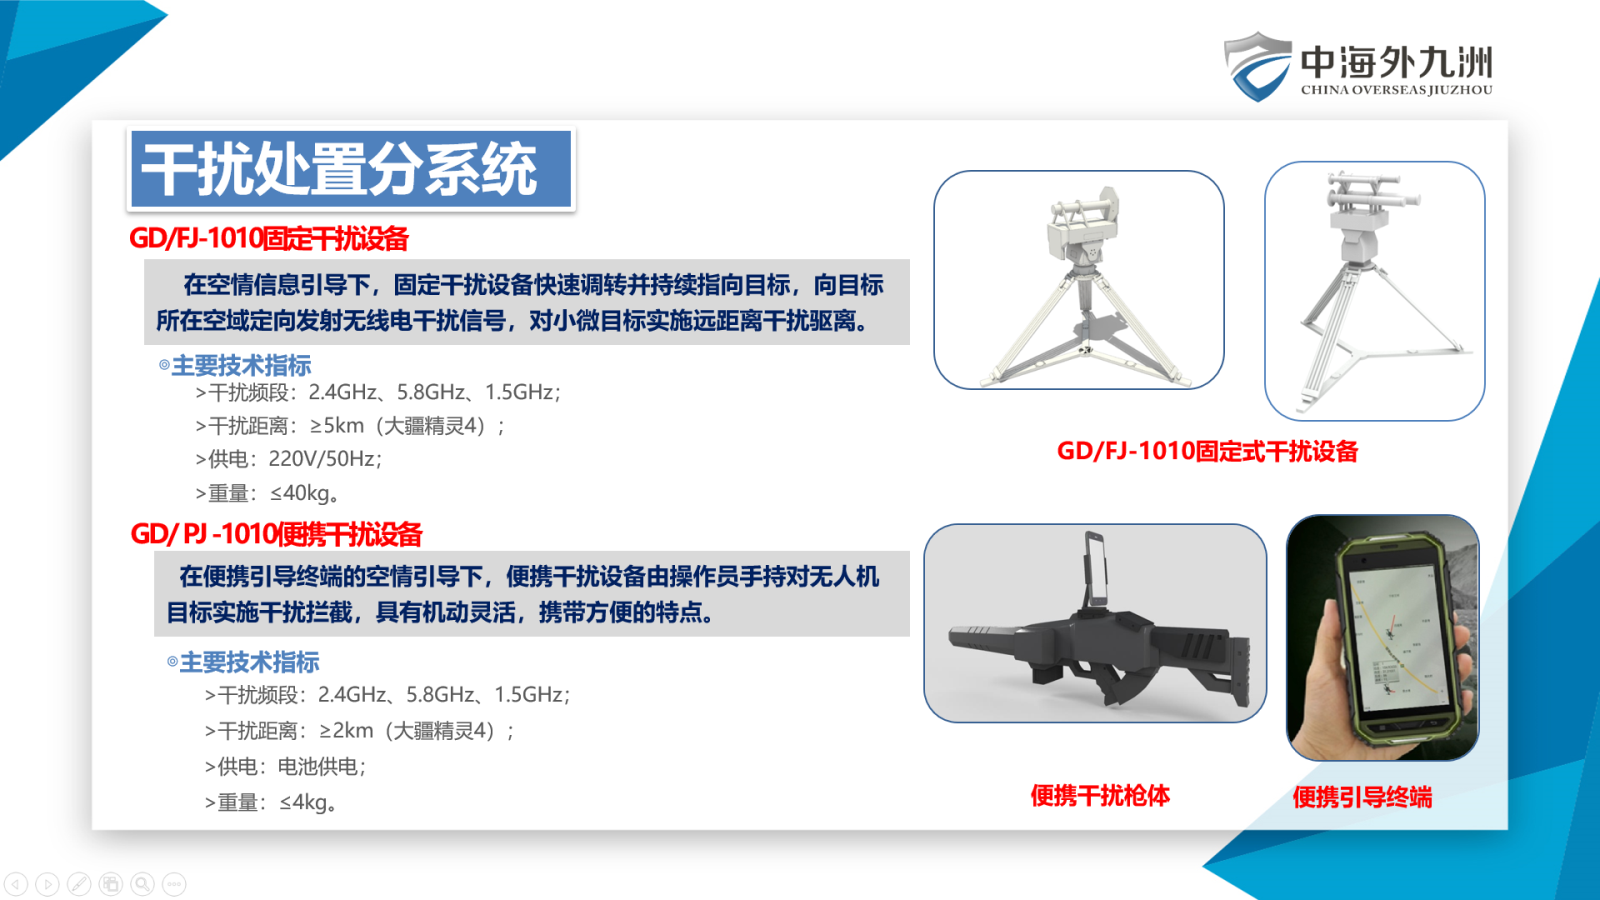 中海外九洲
CHINA OVERSEAS JIUZHOU
干扰处置分系统
GD/FJ-1010固定干扰设备
在空情信息引导下，固定干扰设备快速调转并持续指向目标，向目标
所在空域定向发射无线电干扰信号，对小微目标实施远距离干扰驱离。
◎主要技术指标
>干扰频段：2.4GHz、5.8GHz、1.5GHz；
>干扰距离：≥5km（大疆精灵4）；
>供电：220V/50Hz；
>重量：≤40kg。
GD/FJ-1010固定式干扰设备
GD/ PJ -1010便携干扰设备
在便携引导终端的空情引导下，便携干扰设备由操作员手持对无人机
目标实施干扰拦截，具有机动灵活，携带方便的特点。
◎主要技术指标
>干扰频段：2.4GHz、5.8GHz、1.5GHz；
>干扰距离：≥2km（大疆精灵4）；
>供电：电池供电；
>重量：≤4kg。
便携干扰枪体
便携引导终端